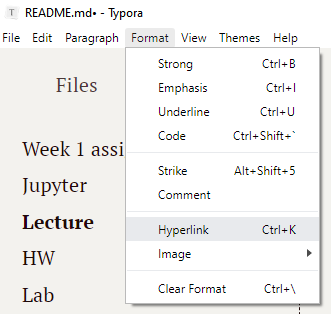 T README.md• - Typora
File Edit Paragraph Format View Themes Help
Files
Strong Ctrl+B
Emphasis Ctrl+I
Underline Ctrl+U
Code Ctrl+Shift+`
Week 1 assi
Strike Alt+Shift+5
Jupyter
Comment
Lecture
Hyperlink Ctrl+K
Image
HW
Clear Format Ctrl+\
Lab